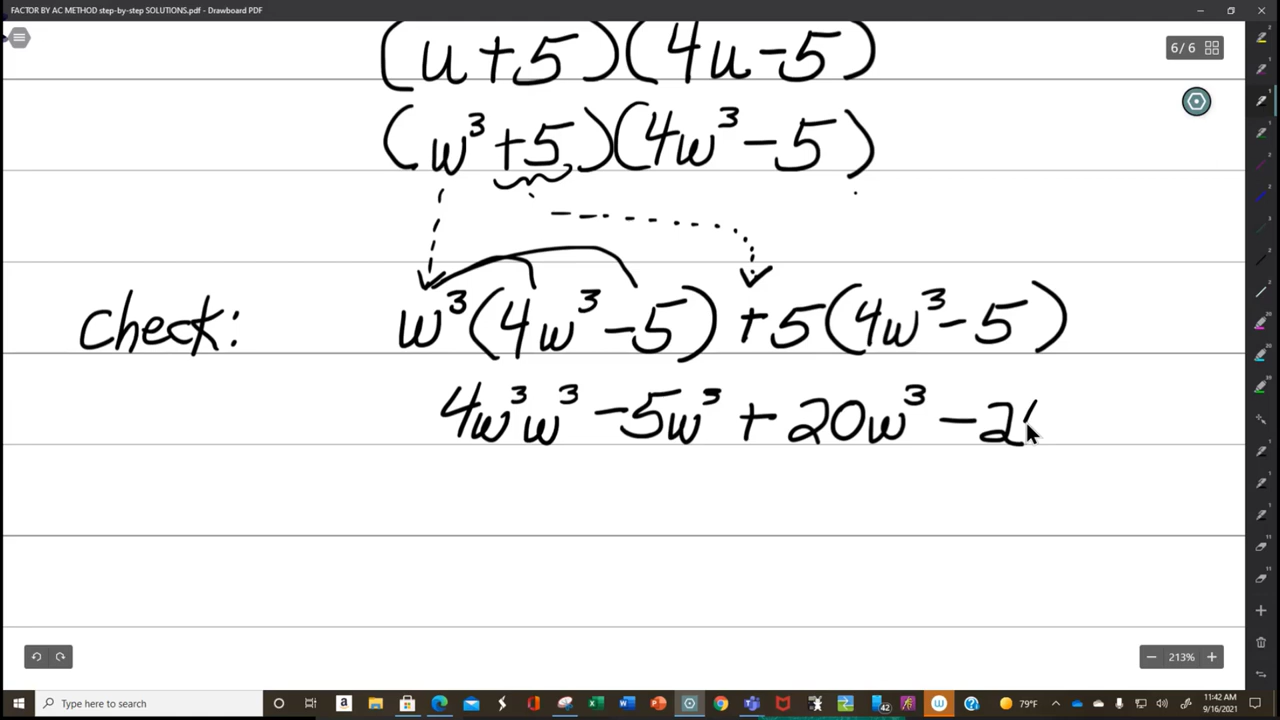 FACTOR BY AC METHOD step-by-step SOLUTIONS.pdf - Drawboard PDF
6/6
(u+5)(4u-5)
(w³+5)(4w³-5)
Check: w³(4w³-5)+5(4w³-5)
4w³w³-5w³+20w³-2
213%
Type here to search
42
79°F
11:42 AM
9/16/2021